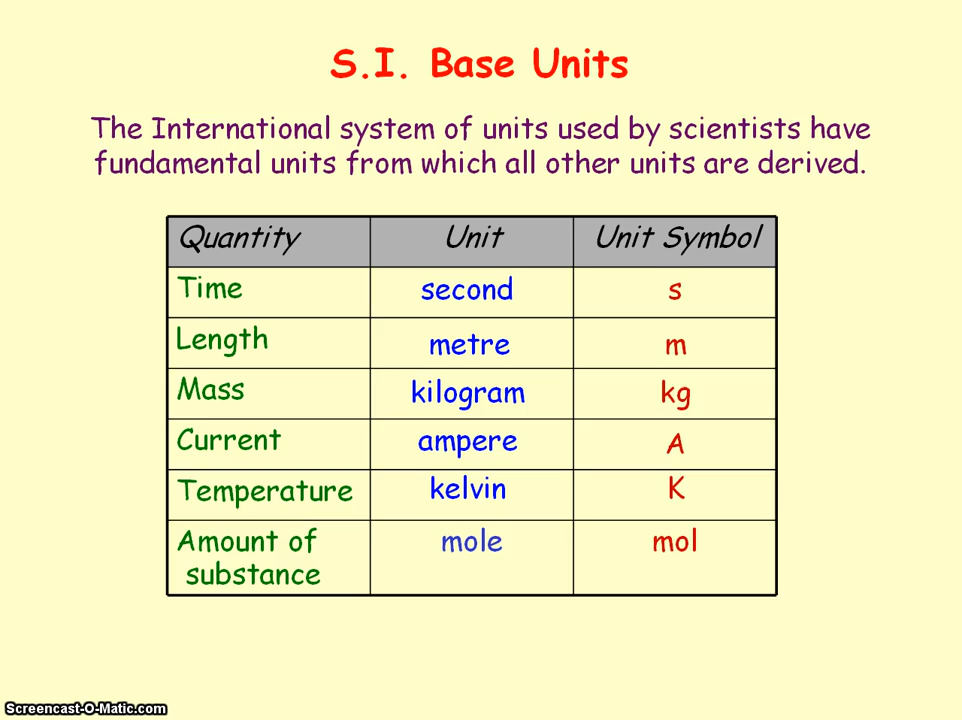 S.I. Base Units
The International system of units used by scientists have
fundamental units from which all other units are derived.
Quantity Unit Unit Symbol
Time second s
Length metre m
Mass kilogram kg
Current ampere A
Temperature kelvin K
Amount of mole mol
substance
Screencast-O-Matic.com